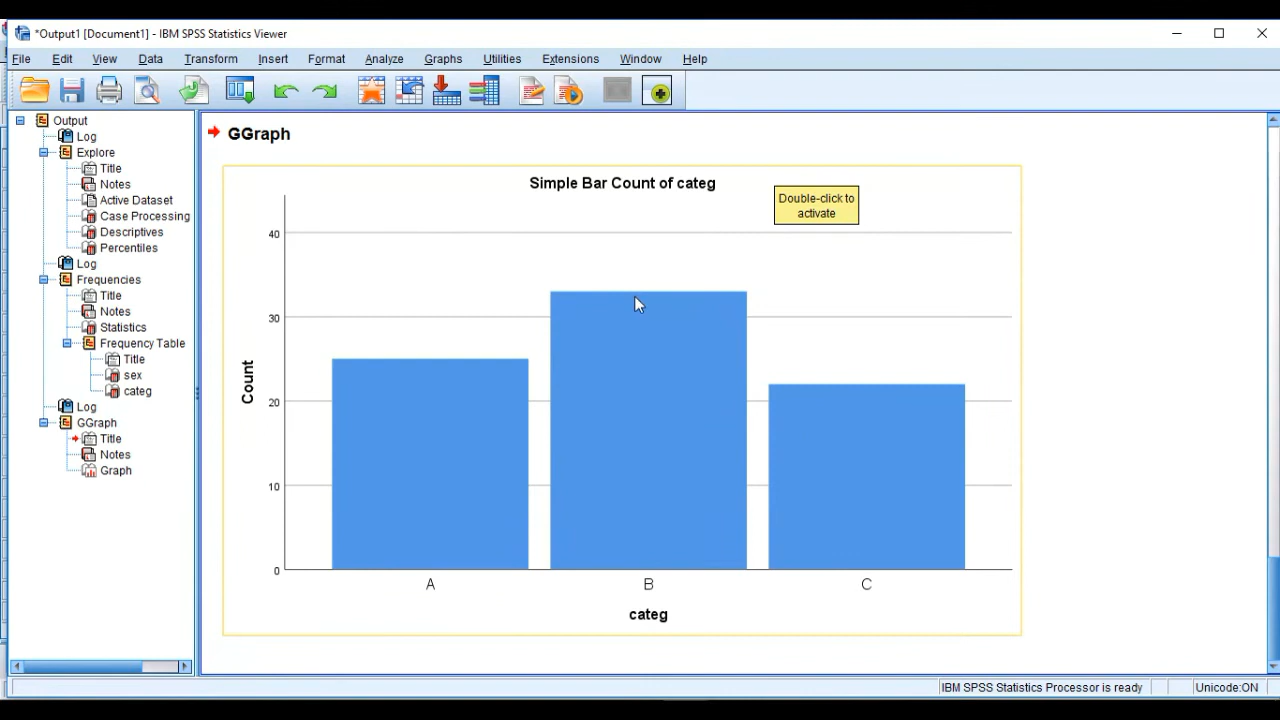 *Output1 [Document1] - IBM SPSS Statistics Viewer
File Edit View Data Transform Insert Format Analyze Graphs Utilities Extensions Window Help
Output
Log
Explore
Title
Notes
Active Dataset
Case Processing
Descriptives
Percentiles
Log
Frequencies
Title
Notes
Statistics
Frequency Table
Title
sex
categ
Log
GGraph
Title
Notes
Graph
GGraph
Simple Bar Count of categ
Double-click to
activate
40
30
20
10
0
Count
A B C
categ
IBM SPSS Statistics Processor is ready Unicode:ON